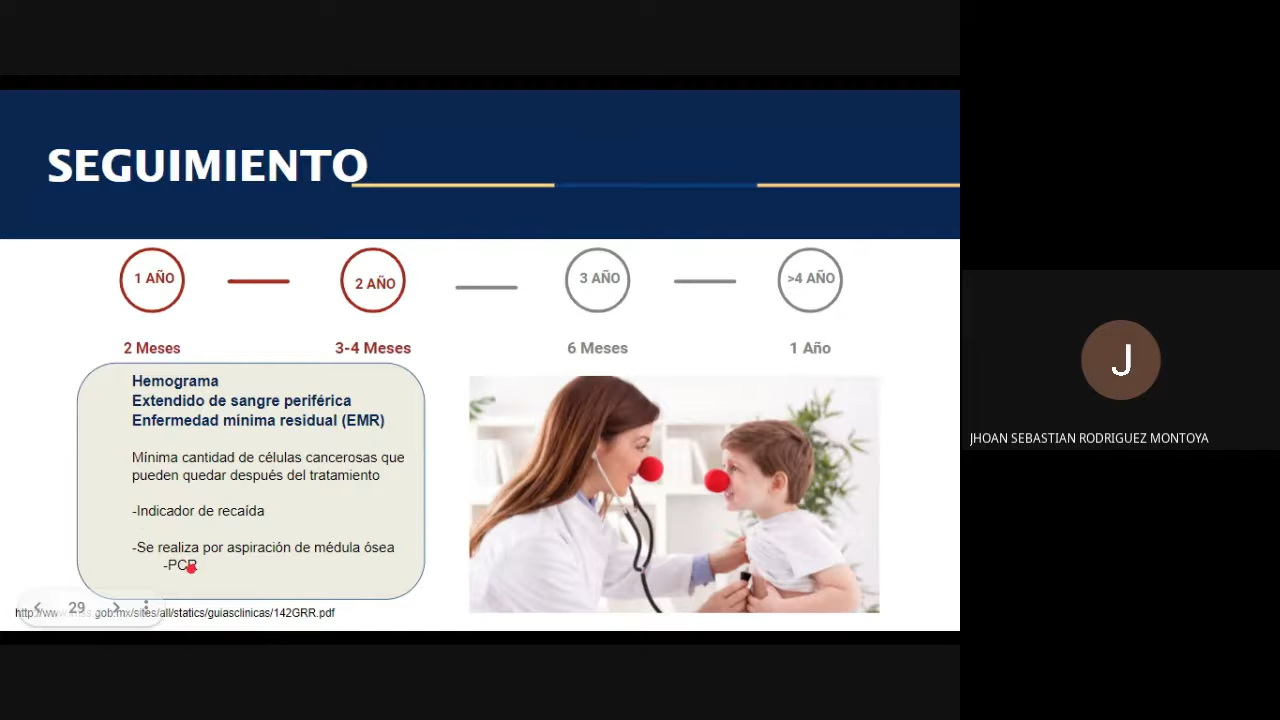 SEGUIMIENTO
1 AÑO
2 AÑO
3 AÑO
>4 AÑO
2 Meses
3-4 Meses
6 Meses
1 Año
Hemograma
Extendido de sangre periférica
Enfermedad mínima residual (EMR)
Mínima cantidad de células cancerosas que
pueden quedar después del tratamiento
-Indicador de recaída
-Se realiza por aspiración de médula ósea
-PCR
29
http://www.imss.gob.mx/sites/all/statics/guiasclinicas/142GRR.pdf
J
JHOAN SEBASTIAN RODRIGUEZ MONTOYA